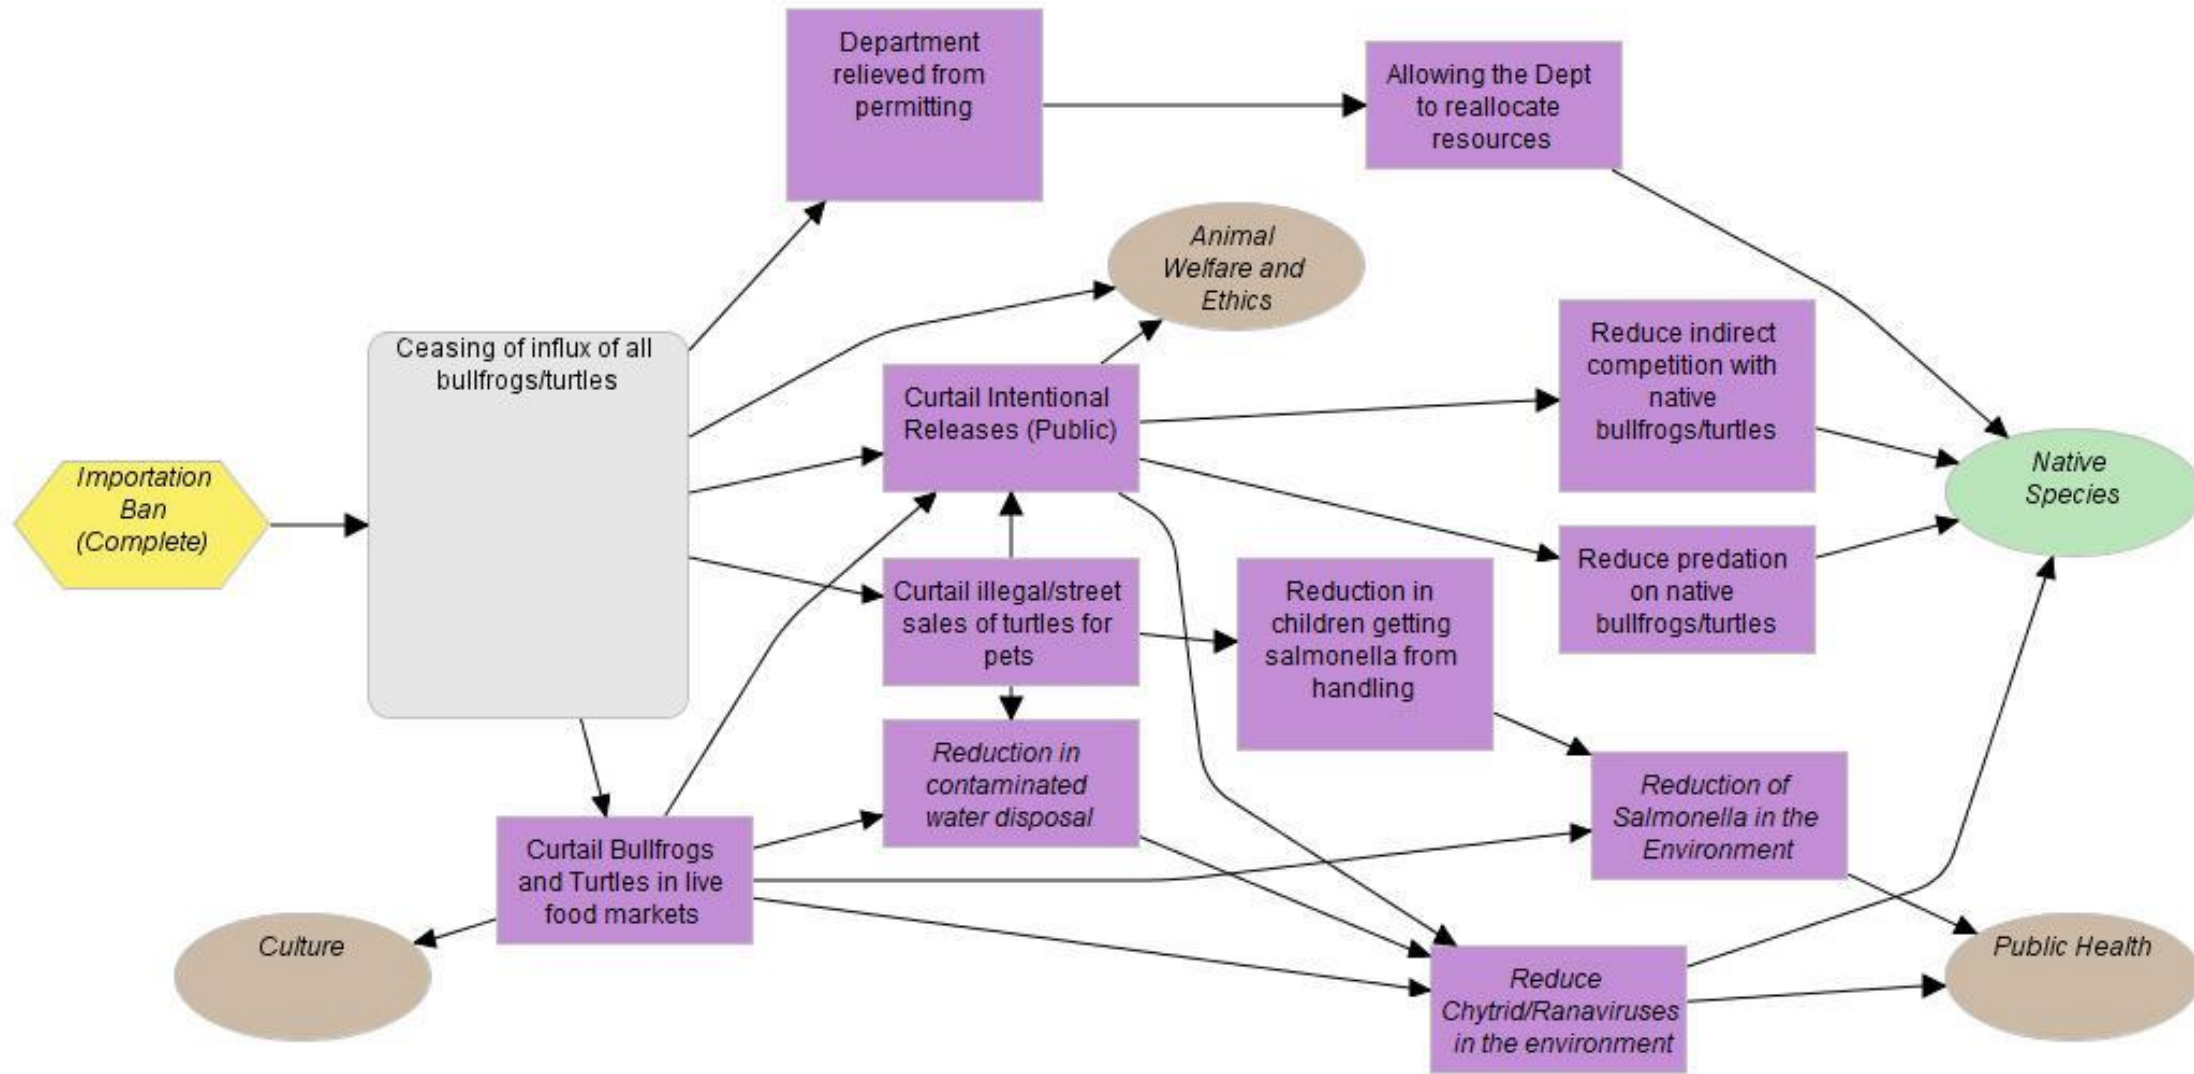 Department
relieved from
permitting
Allowing the Dept
to reallocate
resources
Animal
Welfare and
Ethics
Ceasing of influx of all
bullfrogs/turtles
Importation
Ban
(Complete)
Curtail Intentional
Releases (Public)
Reduce indirect
competition with
native
bullfrogs/turtles
Native
Species
Curtail illegal/street
sales of turtles for
pets
Reduction in
children getting
salmonella from
handling
Reduce predation
on native
bullfrogs/turtles
Reduction in
contaminated
water disposal
Reduction of
Salmonella in the
Environment
Curtail Bullfrogs
and Turtles in live
food markets
Culture
Reduce
Chytrid/Ranaviruses
in the environment
Public Health